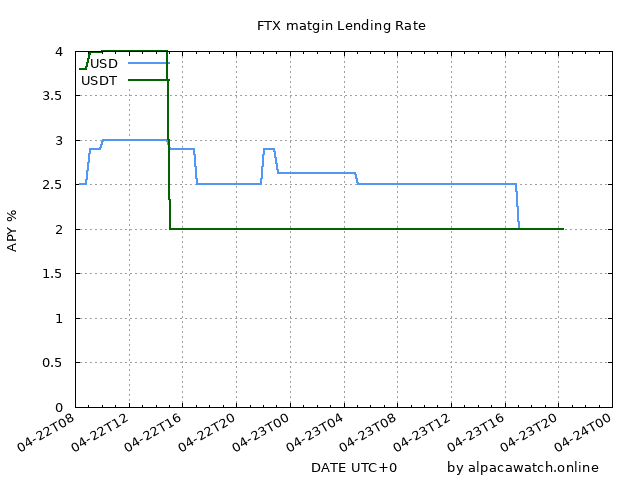 FTX matgin Lending Rate
4
3.5
3
2.5
2
1.5
1
0.5
0
APY %
USD
USDT
04-22T08
04-22T12
04-22T16
04-22T20
04-23T00
04-23T04
04-23T08
04-23T12
04-23T16
04-23T20
04-24T00
DATE UTC+0
by alpacawatch.online